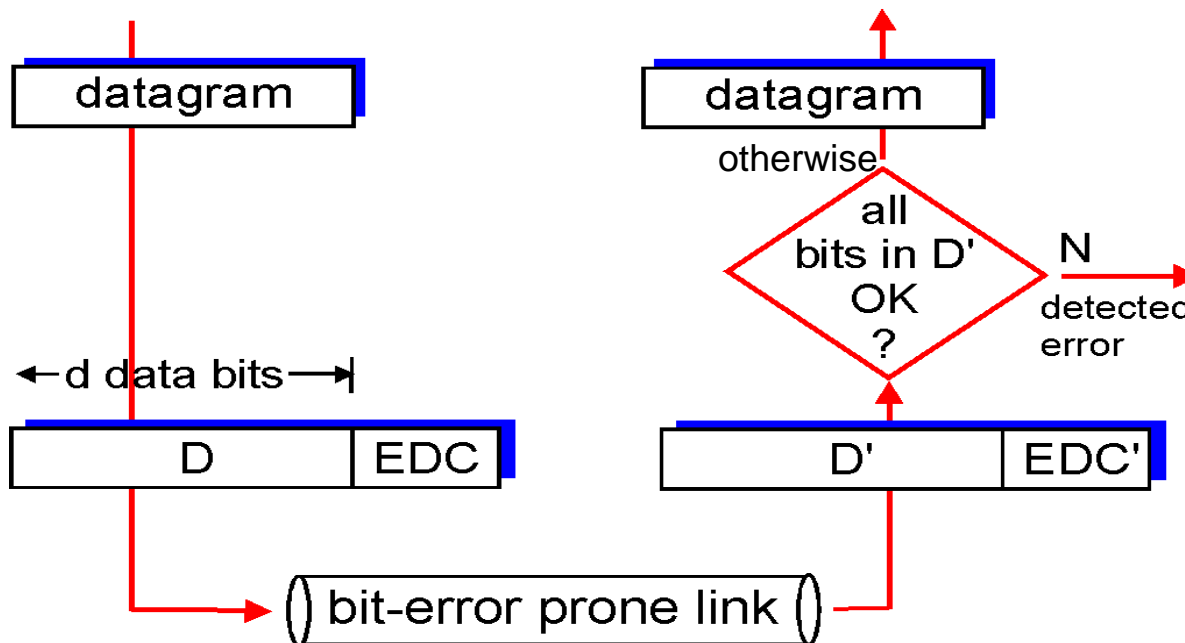 datagram
d data bits
D EDC
bit-error prone link
datagram
otherwise
all
bits in D'
OK
?
N
detected
error
D' EDC'